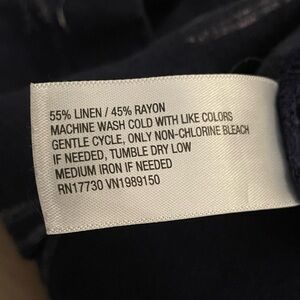 55% LINEN / 45% RAYON
MACHINE WASH COLD WITH LIKE COLORS
GENTLE CYCLE, ONLY NON-CHLORINE BLEACH
IF NEEDED, TUMBLE DRY LOW
MEDIUM IRON IF NEEDED
RN17730 VN1989150